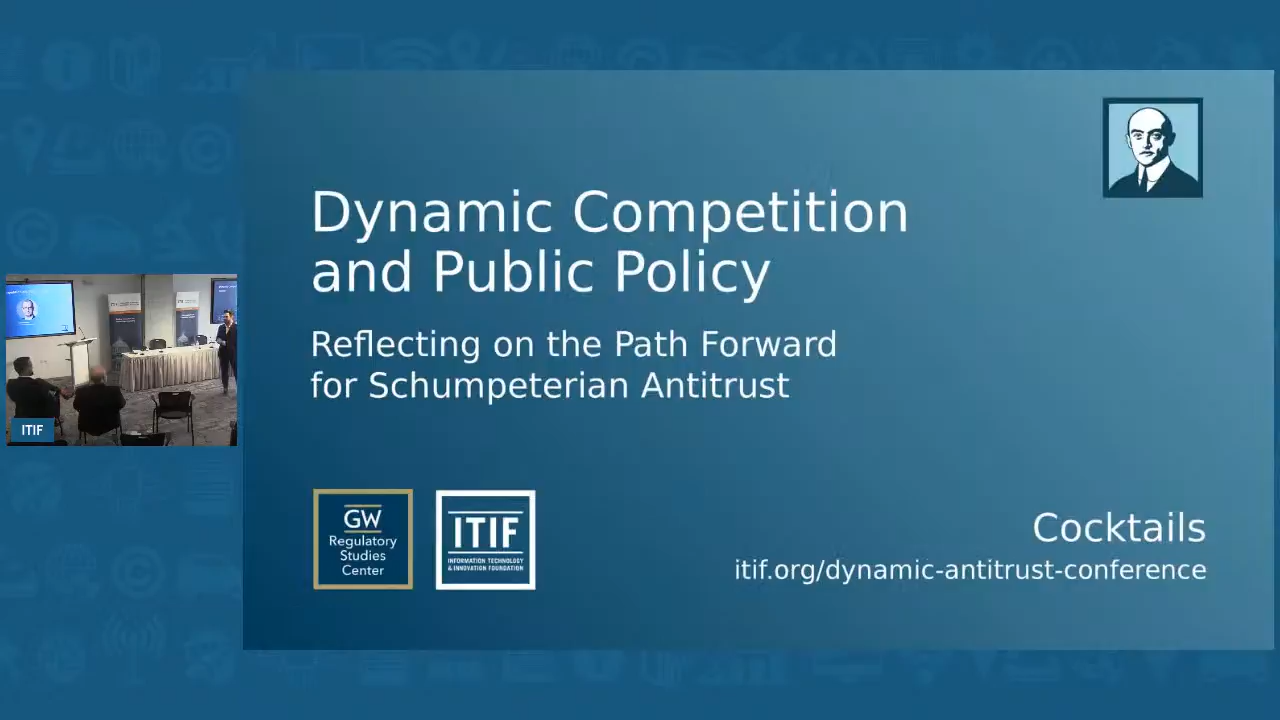 Dynamic Competition
and Public Policy
Reflecting on the Path Forward
for Schumpeterian Antitrust
ITIF
GW
Regulatory
Studies
Center
ITIF
INFORMATION TECHNOLOGY
& INNOVATION FOUNDATION
Cocktails
itif.org/dynamic-antitrust-conference